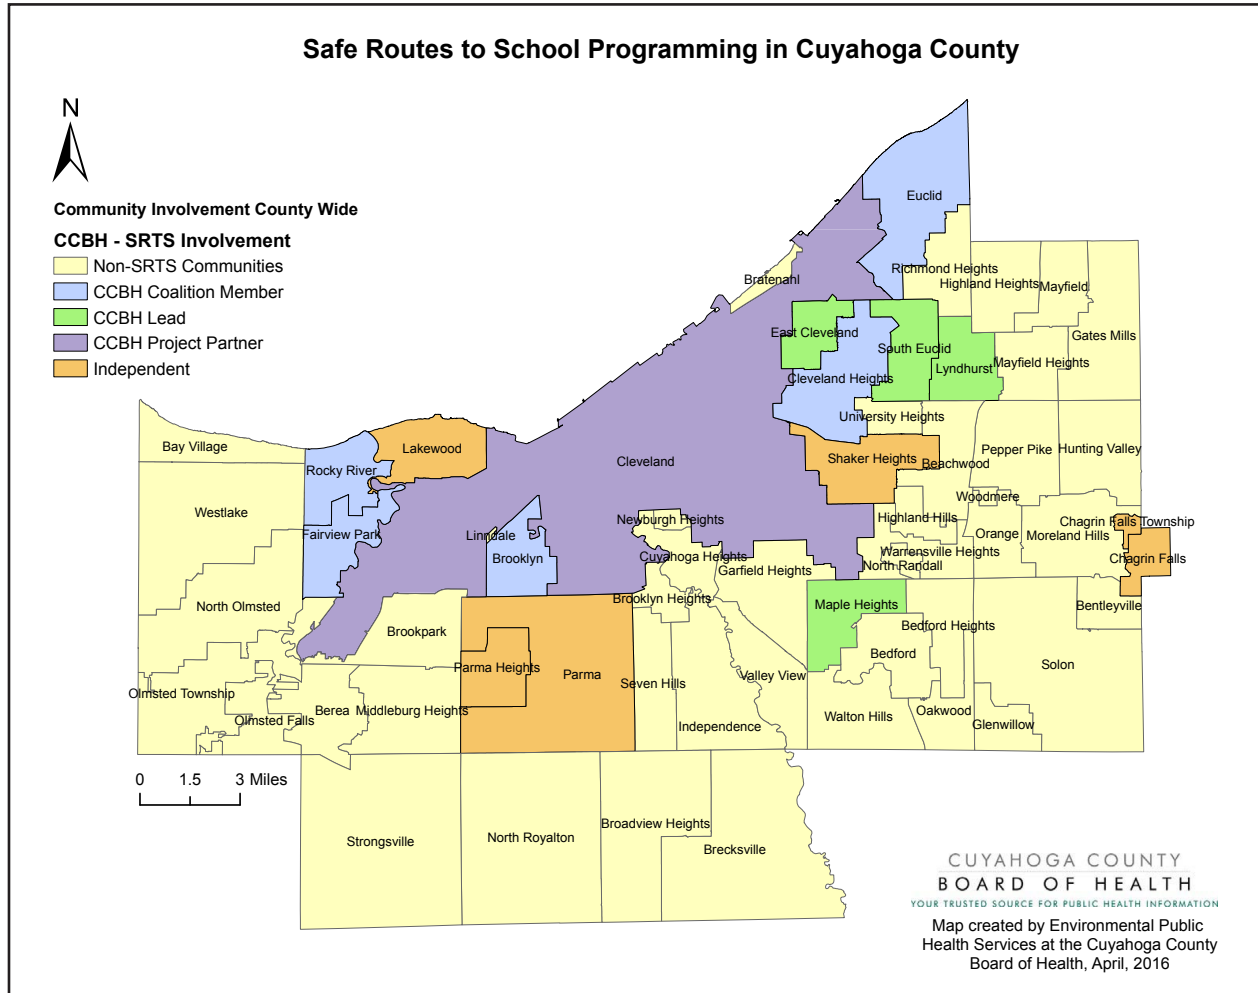 Safe Routes to School Programming in Cuyahoga County
N
Community Involvement County Wide
CCBH - SRTS Involvement
Non-SRTS Communities
CCBH Coalition Member
CCBH Lead
CCBH Project Partner
Independent
Euclid
Richmond Heights
Bratenahl
Highland Heights
Mayfield
East Cleveland
Gates Mills
South Euclid
Mayfield Heights
Lyndhurst
Cleveland Heights
University Heights
Bay Village
Lakewood
Pepper Pike
Hunting Valley
Shaker Heights
Cleveland
Beachwood
Rocky River
Woodmere
Westlake
Newburgh Heights
Highland Hills
Chagrin Falls Township
Fairview Park
Linndale
Orange
Moreland Hills
Brooklyn
Cuyahoga Heights
Warrensville Heights
Chagrin Falls
North Randall
Garfield Heights
Brooklyn Heights
Maple Heights
Bentleyville
North Olmsted
Bedford Heights
Brookpark
Bedford
Parma Heights
Parma
Solon
Seven Hills
Valley View
Olmsted Township
Berea
Middleburg Heights
Olmsted Falls
Oakwood
Walton Hills
Independence
Glenwillow
0 1.5 3 Miles
Strongsville
North Royalton
Broadview Heights
Brecksville
CUYAHOGA COUNTY
BOARD OF HEALTH
YOUR TRUSTED SOURCE FOR PUBLIC HEALTH INFORMATION
Map created by Environmental Public
Health Services at the Cuyahoga County
Board of Health, April, 2016